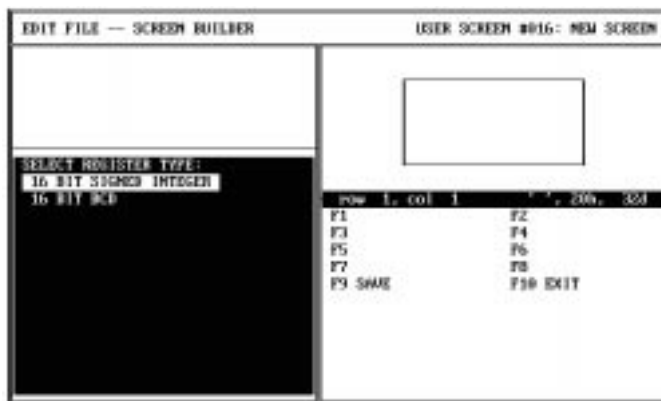 EDIT FILE -- SCREEN BUILDER
USER SCREEN #016: NEW SCREEN
SELECT REGISTER TYPE:
16 BIT SIGNED INTEGER
16 BIT BCD
row 1, col 1 ' ', 20h, 32d
F1 F2
F3 F4
F5 F6
F7 F8
F9 SAVE F10 EXIT